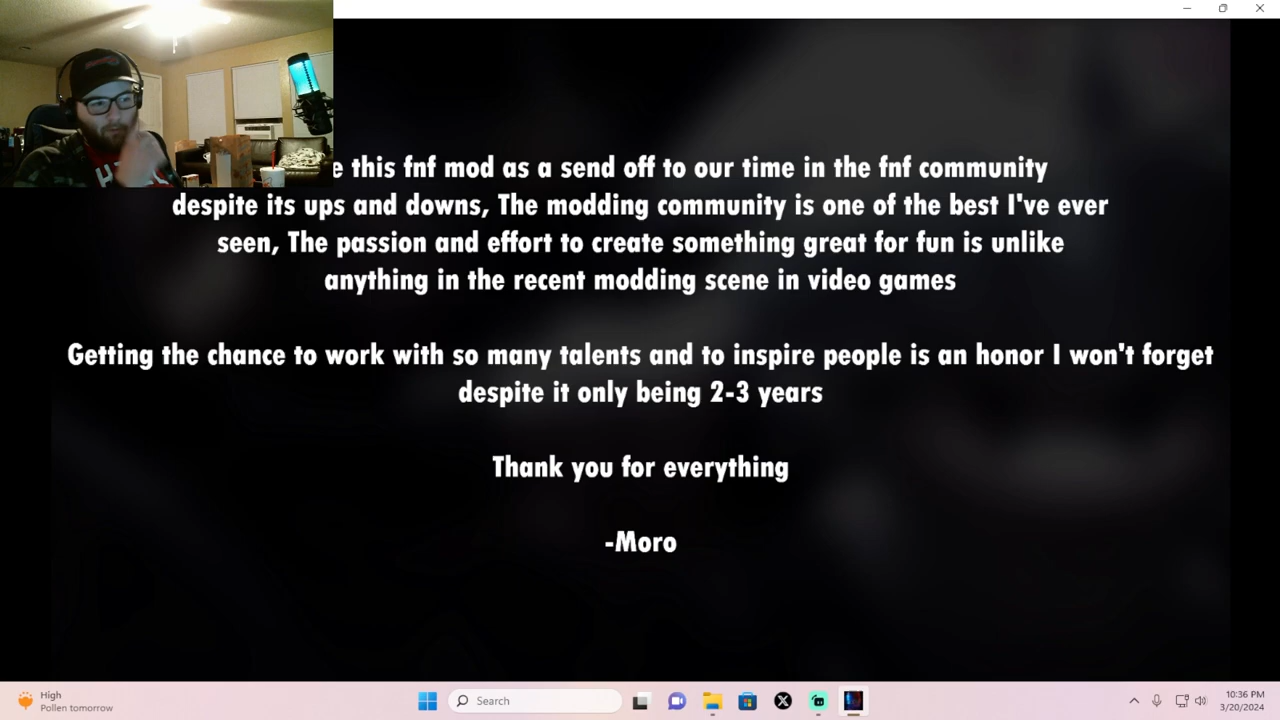 this fnf mod as a send off to our time in the fnf community
despite its ups and downs, The modding community is one of the best I've ever
seen, The passion and effort to create something great for fun is unlike
anything in the recent modding scene in video games
Getting the chance to work with so many talents and to inspire people is an honor I won't forget
despite it only being 2-3 years
Thank you for everything
-Moro
High
Pollen tomorrow
Search
10:36 PM
3/20/2024